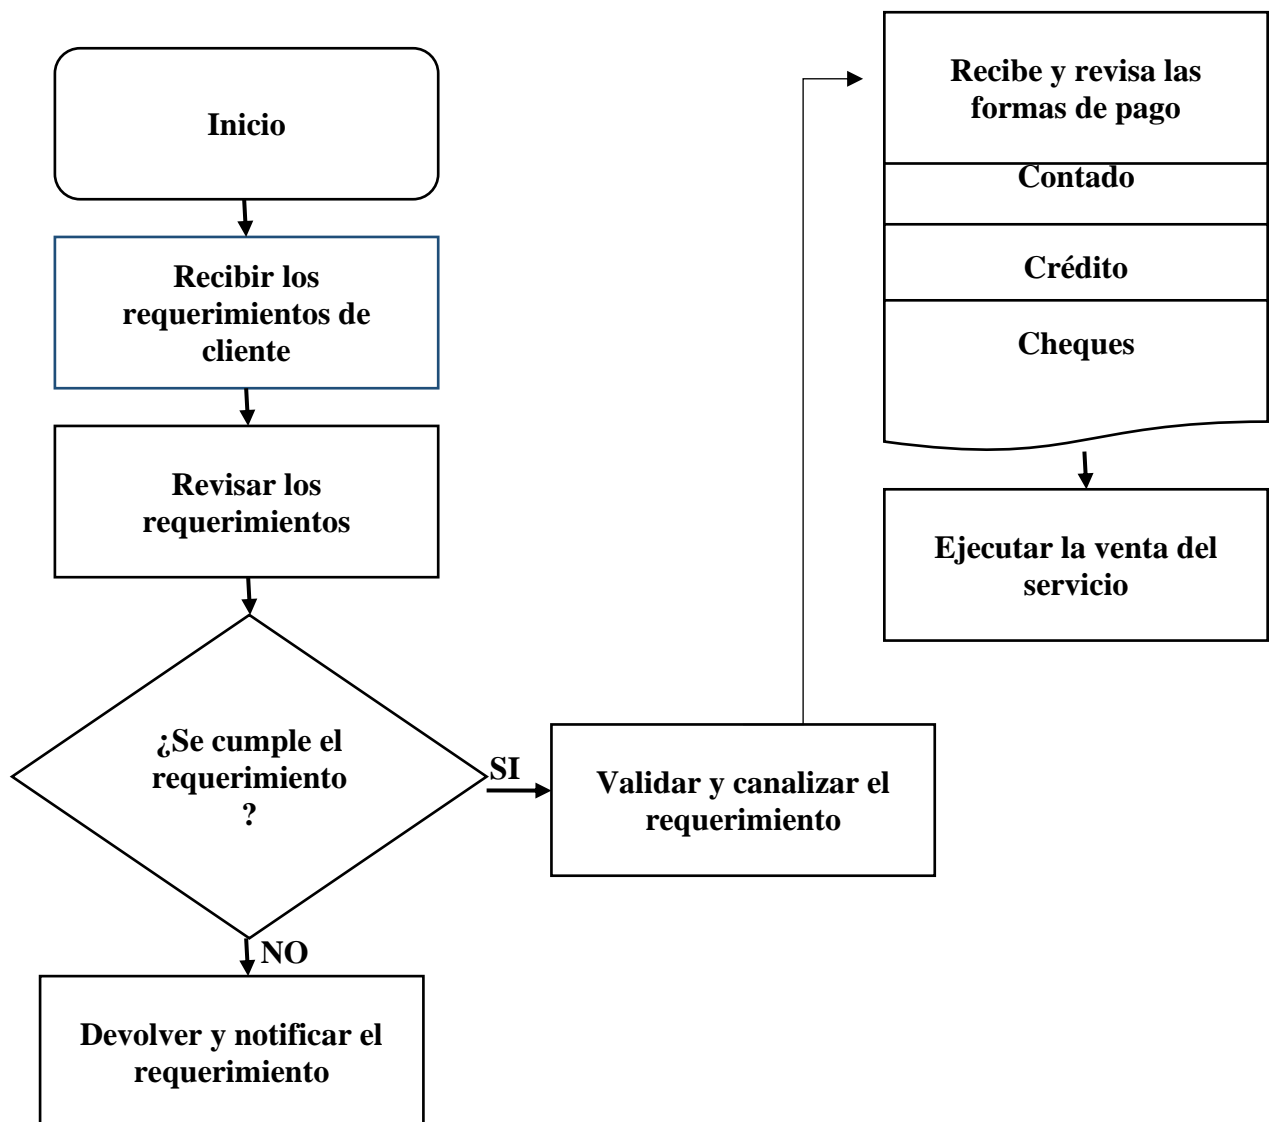 Inicio
Recibir los
requerimientos de
cliente
Revisar los
requerimientos
¿Se cumple el
requerimiento
?
SI
NO
Devolver y notificar el
requerimiento
Validar y canalizar el
requerimiento
Recibe y revisa las
formas de pago
Contado
Crédito
Cheques
Ejecutar la venta del
servicio